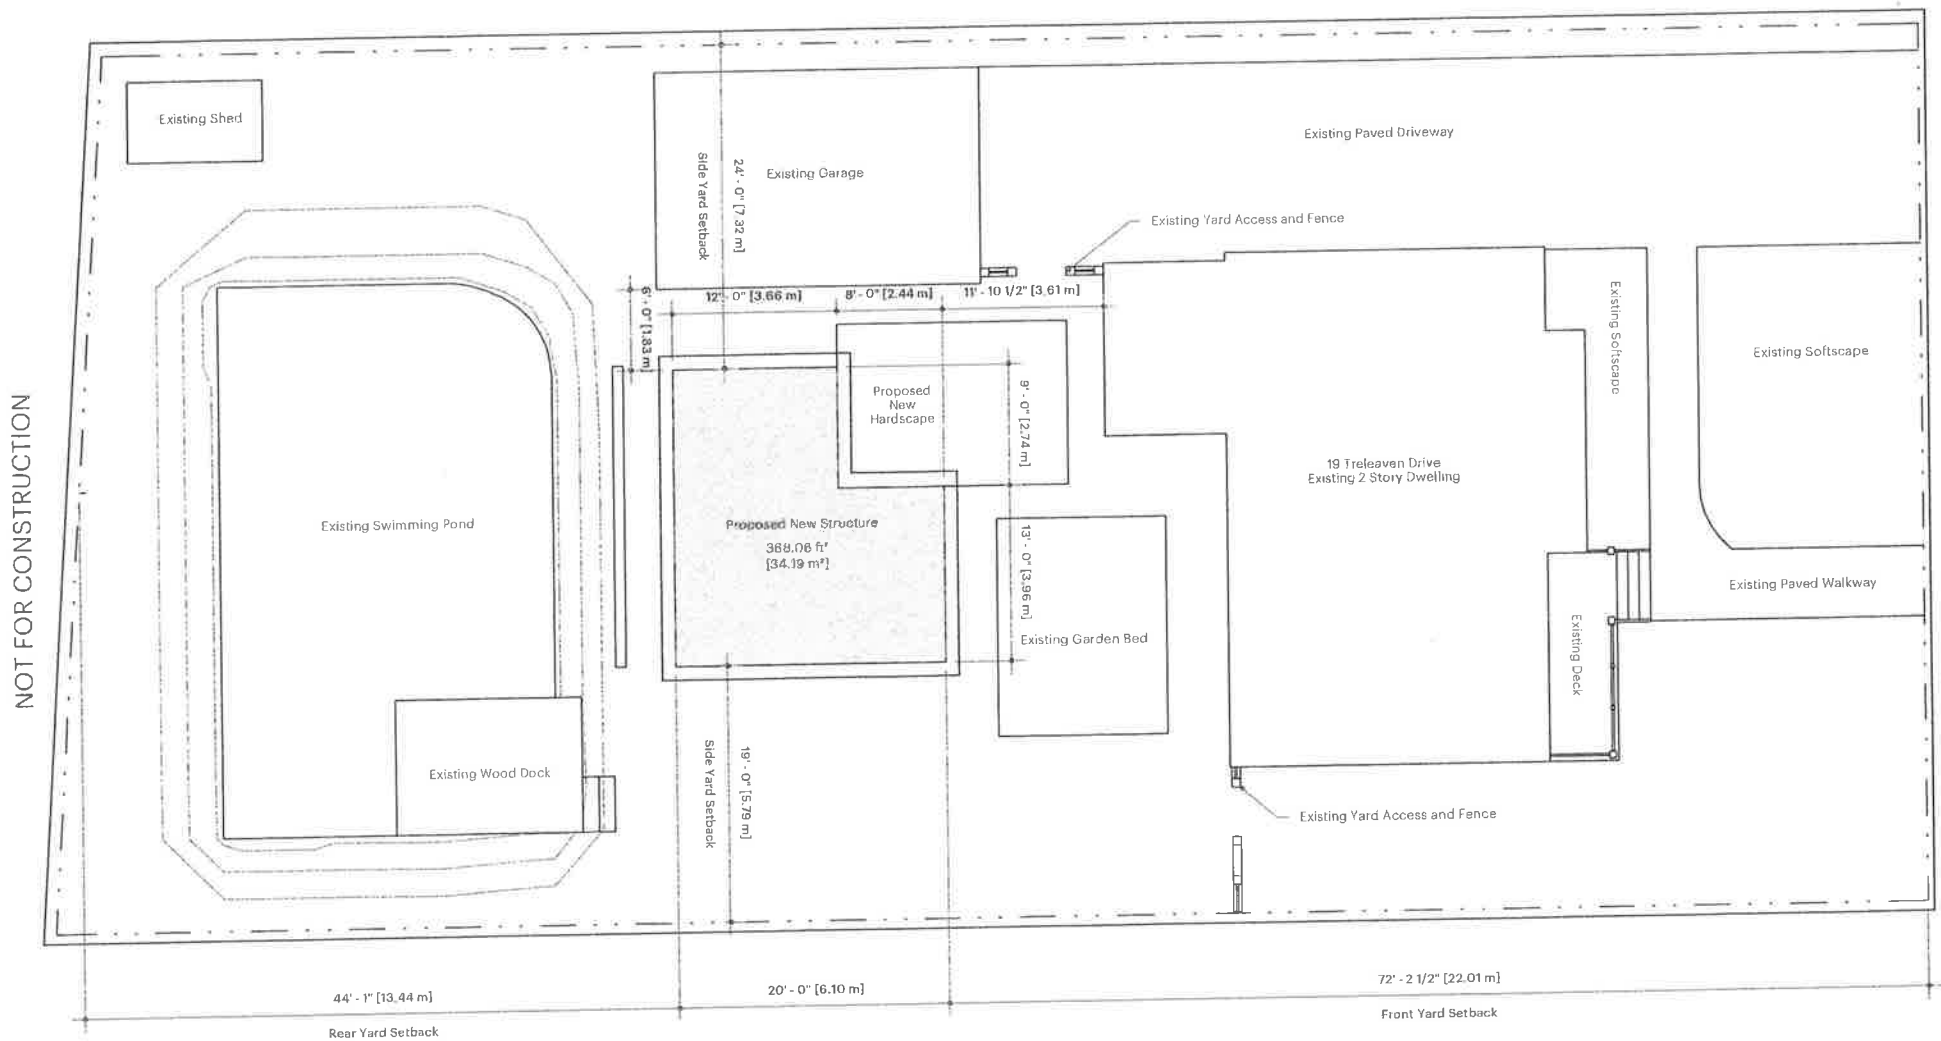 NOT FOR CONSTRUCTION
Existing Shed
Existing Paved Driveway
Side Yard Setback
24' - 0" [7.32 m]
Existing Garage
Existing Yard Access and Fence
6' - 0" [1.83 m]
12' - 0" [3.66 m]
8' - 0" [2.44 m]
11' - 10 1/2" [3.61 m]
Existing Softscape
Existing Softscape
Proposed
New
Hardscape
9' - 0" [2.74 m]
19 Treleaven Drive
Existing 2 Story Dwelling
Existing Swimming Pond
Proposed New Structure
368.06 ft²
[34.19 m²]
13' - 0" [3.96 m]
Existing Paved Walkway
Existing Garden Bed
Existing Deck
Existing Wood Dock
Side Yard Setback
19' - 0" [5.79 m]
Existing Yard Access and Fence
44' - 1" [13.44 m]
20' - 0" [6.10 m]
72' - 2 1/2" [22.01 m]
Rear Yard Setback
Front Yard Setback